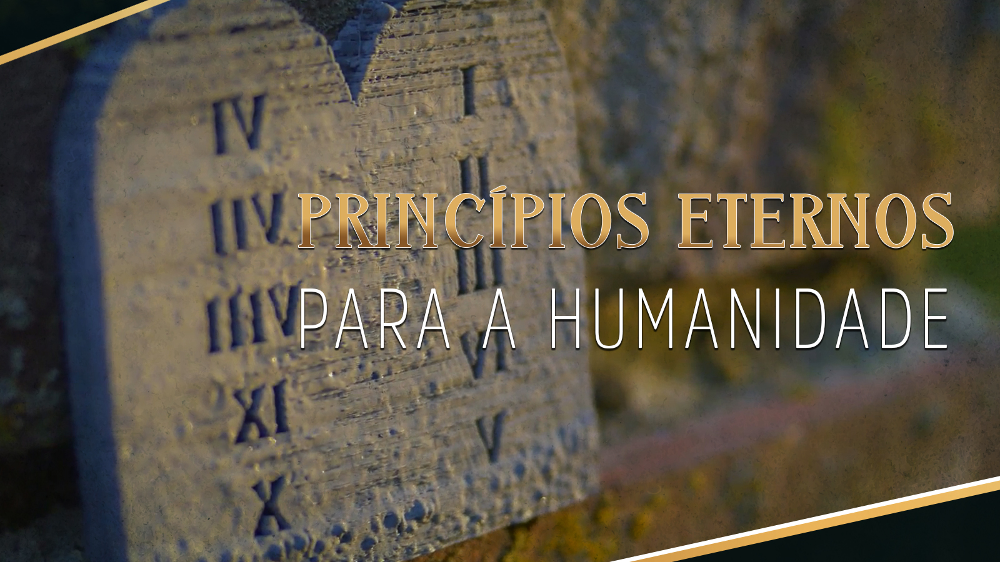 IV
IIV
IIIV
XI
X
I
II
III
VI
V
PRINCÍPIOS ETERNOS
PARA A HUMANIDADE